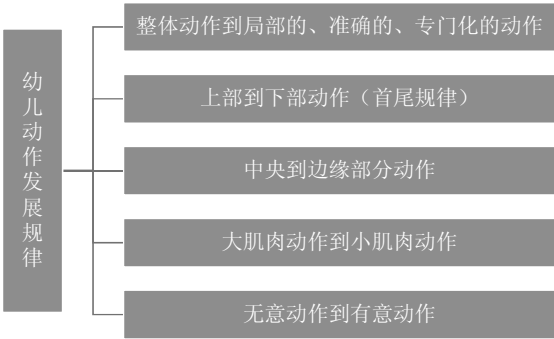 幼儿动作发展规律
整体动作到局部的、准确的、专门化的动作
上部到下部动作（首尾规律）
中央到边缘部分动作
大肌肉动作到小肌肉动作
无意动作到有意动作